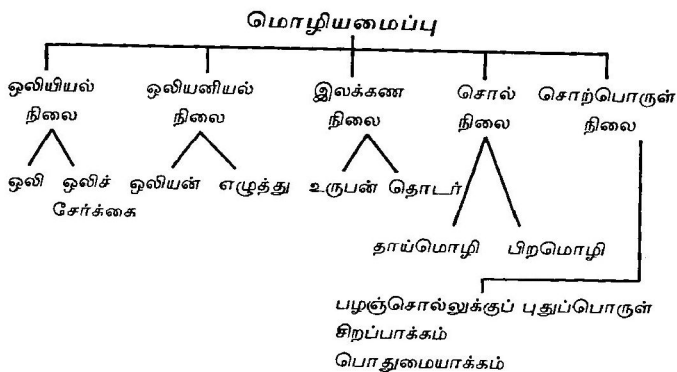 மொழியமைப்பு
ஒலியியல் ஒலியனியல் இலக்கண சொல் சொற்பொருள்
நிலை நிலை நிலை நிலை நிலை
ஒலி ஒலிச் ஒலியன் எழுத்து உருபன் தொடர்
சேர்க்கை
தாய்மொழி பிறமொழி
பழஞ்சொல்லுக்குப் புதுப்பொருள்
சிறப்பாக்கம்
பொதுமையாக்கம்